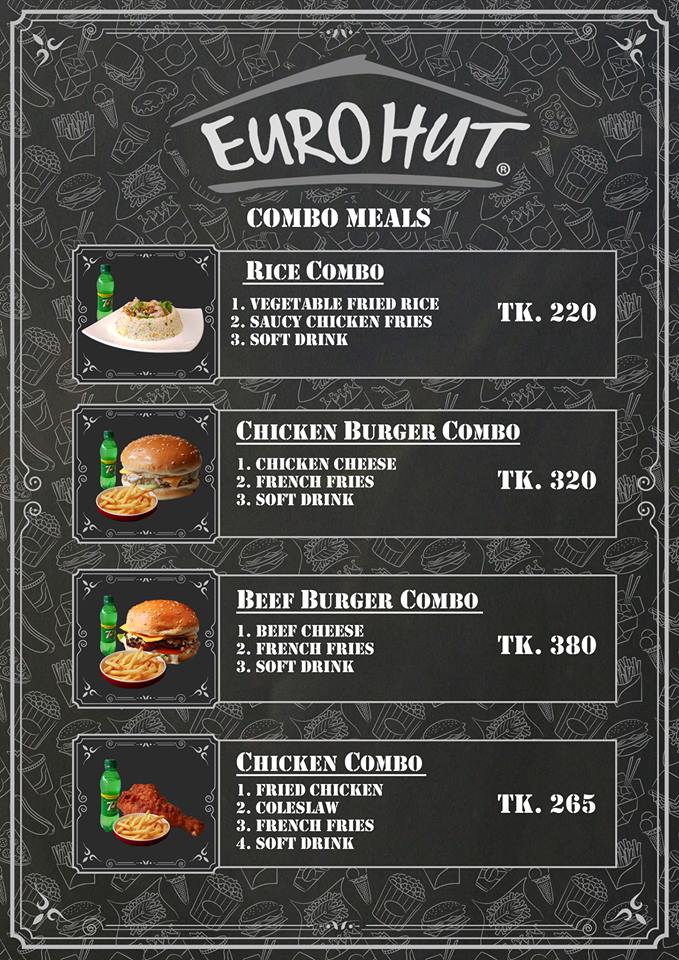 EURO HUT®
COMBO MEALS
RICE COMBO
1. VEGETABLE FRIED RICE
2. SAUCY CHICKEN FRIES
3. SOFT DRINK
TK. 220
CHICKEN BURGER COMBO
1. CHICKEN CHEESE
2. FRENCH FRIES
3. SOFT DRINK
TK. 320
BEEF BURGER COMBO
1. BEEF CHEESE
2. FRENCH FRIES
3. SOFT DRINK
TK. 380
CHICKEN COMBO
1. FRIED CHICKEN
2. COLESLAW
3. FRENCH FRIES
4. SOFT DRINK
TK. 265